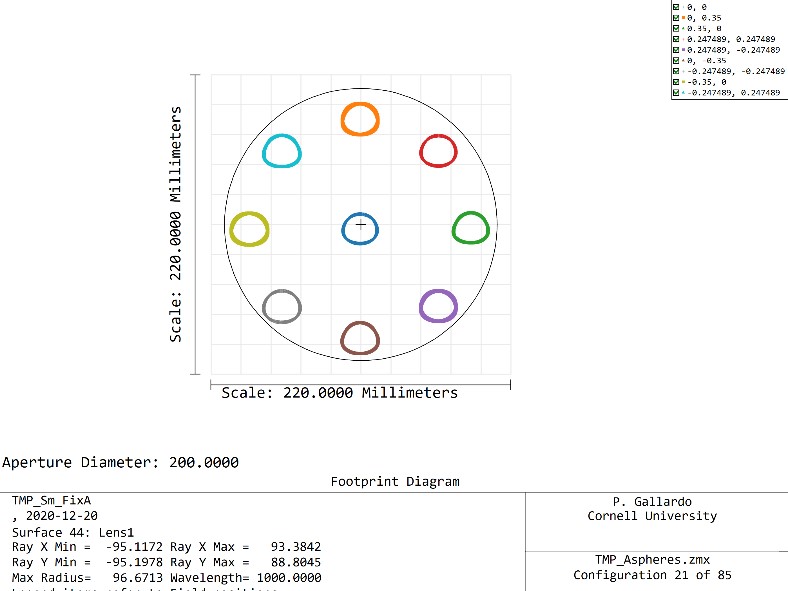 0, 0
0, 0.35
0.35, 0
0.247489, 0.247489
0.247489, -0.247489
0, -0.35
-0.247489, -0.247489
-0.35, 0
-0.247489, 0.247489
Scale: 220.0000 Millimeters
Scale: 220.0000 Millimeters
Aperture Diameter: 200.0000
Footprint Diagram
TMP_Sm_FixA
, 2020-12-20
Surface 44: Lens1
Ray X Min = -95.1172 Ray X Max = 93.3842
Ray Y Min = -95.1978 Ray Y Max = 88.8045
Max Radius= 96.6713 Wavelength= 1000.0000
P. Gallardo
Cornell University
TMP_Aspheres.zmx
Configuration 21 of 85